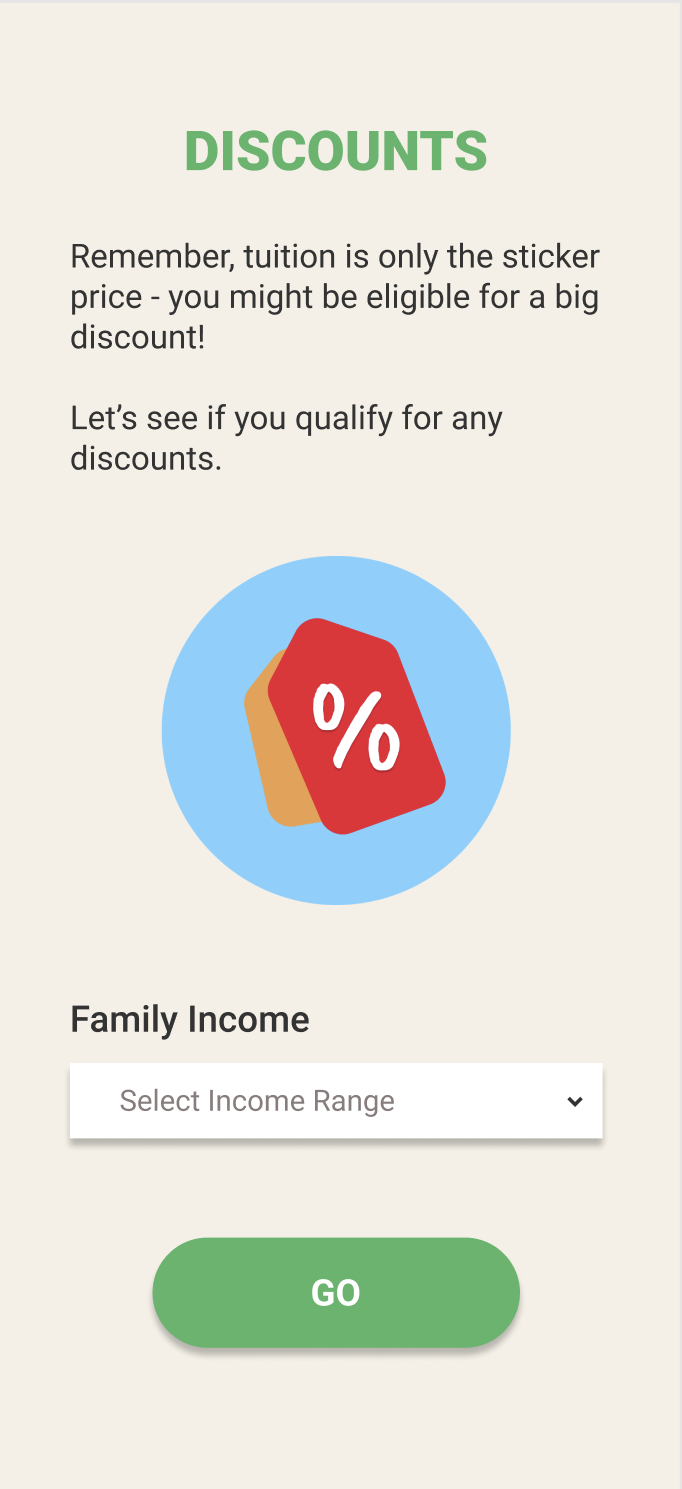 DISCOUNTS
Remember, tuition is only the sticker
price - you might be eligible for a big
discount!
Let’s see if you qualify for any
discounts.
%
Family Income
Select Income Range
GO